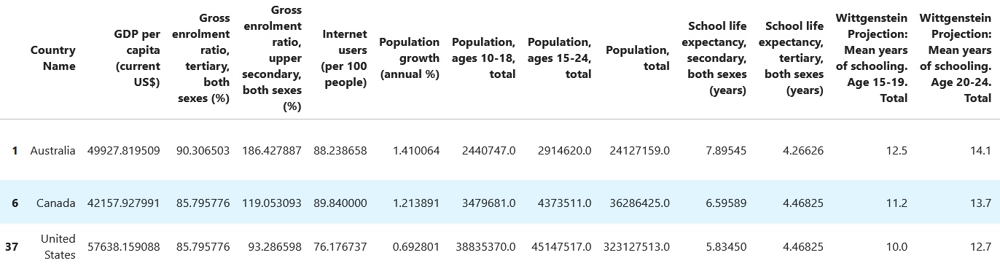 Country Name GDP per capita (current US$) Gross enrolment ratio, tertiary, both sexes (%) Gross enrolment ratio, upper secondary, both sexes (%) Internet users (per 100 people) Population growth (annual %) Population, ages 10-18, total Population, ages 15-24, total Population, total School life expectancy, secondary, both sexes (years) School life expectancy, tertiary, both sexes (years) Wittgenstein Projection: Mean years of schooling. Age 15-19. Total Wittgenstein Projection: Mean years of schooling. Age 20-24. Total
1 Australia 49927.819509 90.306503 186.427887 88.238658 1.410064 2440747.0 2914620.0 24127159.0 7.89545 4.26626 12.5 14.1
6 Canada 42157.927991 85.795776 119.053093 89.840000 1.213891 3479681.0 4373511.0 36286425.0 6.59589 4.46825 11.2 13.7
37 United States 57638.159088 85.795776 93.286598 76.176737 0.692801 38835370.0 45147517.0 323127513.0 5.83450 4.46825 10.0 12.7